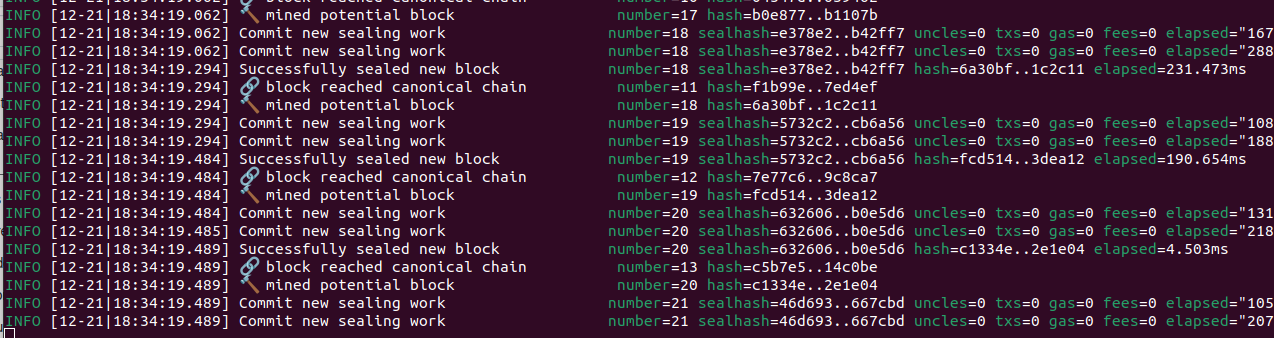 INFO [12-21|18:34:19.062] 🔨 mined potential block number=17 hash=b0e877..b1107b
INFO [12-21|18:34:19.062] Commit new sealing work number=18 sealhash=e378e2..b42ff7 uncles=0 txs=0 gas=0 fees=0 elapsed="167
INFO [12-21|18:34:19.062] Commit new sealing work number=18 sealhash=e378e2..b42ff7 uncles=0 txs=0 gas=0 fees=0 elapsed="288
INFO [12-21|18:34:19.294] Successfully sealed new block number=18 sealhash=e378e2..b42ff7 hash=6a30bf..1c2c11 elapsed=231.473ms
INFO [12-21|18:34:19.294] 🔗 block reached canonical chain number=11 hash=f1b99e..7ed4ef
INFO [12-21|18:34:19.294] 🔨 mined potential block number=18 hash=6a30bf..1c2c11
INFO [12-21|18:34:19.294] Commit new sealing work number=19 sealhash=5732c2..cb6a56 uncles=0 txs=0 gas=0 fees=0 elapsed="108
INFO [12-21|18:34:19.294] Commit new sealing work number=19 sealhash=5732c2..cb6a56 uncles=0 txs=0 gas=0 fees=0 elapsed="188
INFO [12-21|18:34:19.484] Successfully sealed new block number=19 sealhash=5732c2..cb6a56 hash=fcd514..3dea12 elapsed=190.654ms
INFO [12-21|18:34:19.484] 🔗 block reached canonical chain number=12 hash=7e77c6..9c8ca7
INFO [12-21|18:34:19.484] 🔨 mined potential block number=19 hash=fcd514..3dea12
INFO [12-21|18:34:19.484] Commit new sealing work number=20 sealhash=632606..b0e5d6 uncles=0 txs=0 gas=0 fees=0 elapsed="131
INFO [12-21|18:34:19.485] Commit new sealing work number=20 sealhash=632606..b0e5d6 uncles=0 txs=0 gas=0 fees=0 elapsed="218
INFO [12-21|18:34:19.489] Successfully sealed new block number=20 sealhash=632606..b0e5d6 hash=c1334e..2e1e04 elapsed=4.503ms
INFO [12-21|18:34:19.489] 🔗 block reached canonical chain number=13 hash=c5b7e5..14c0be
INFO [12-21|18:34:19.489] 🔨 mined potential block number=20 hash=c1334e..2e1e04
INFO [12-21|18:34:19.489] Commit new sealing work number=21 sealhash=46d693..667cbd uncles=0 txs=0 gas=0 fees=0 elapsed="105
INFO [12-21|18:34:19.489] Commit new sealing work number=21 sealhash=46d693..667cbd uncles=0 txs=0 gas=0 fees=0 elapsed="207